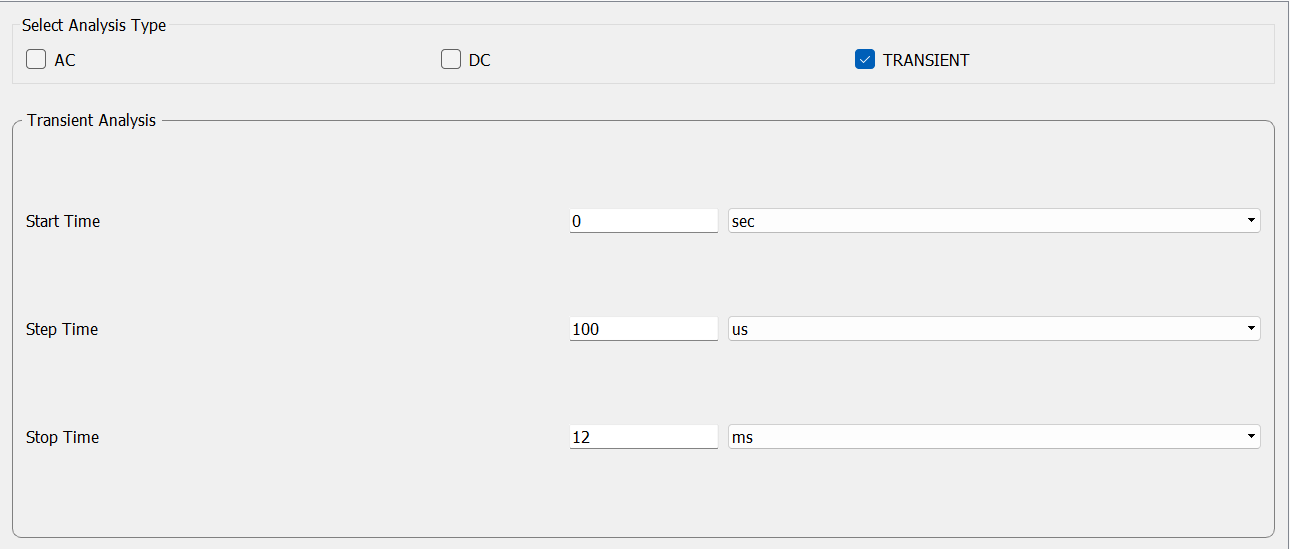 Select Analysis Type
AC DC TRANSIENT
Transient Analysis
Start Time 0 sec
Step Time 100 us
Stop Time 12 ms